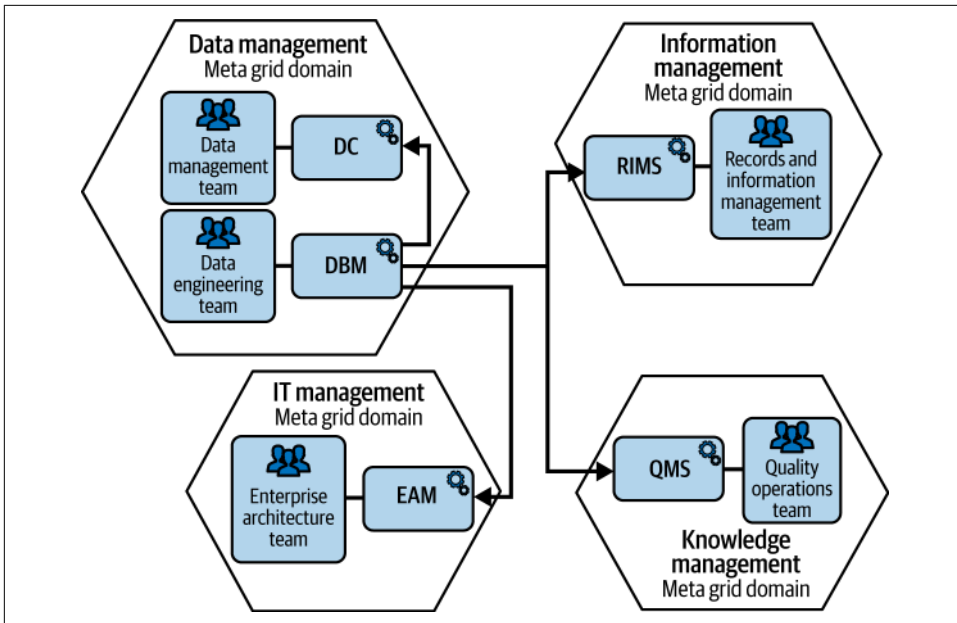 Data management
Meta grid domain
Data
management
team
DC
Data
engineering
team
DBM
Information
management
Meta grid domain
RIMS
Records and
information
management
team
IT management
Meta grid domain
Enterprise
architecture
team
EAM
QMS
Quality
operations
team
Knowledge
management
Meta grid domain